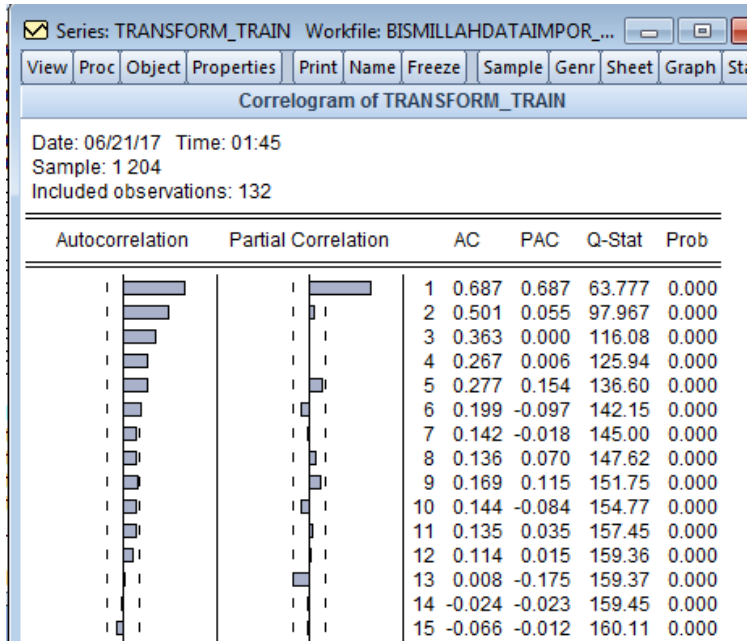 Series: TRANSFORM_TRAIN Workfile: BISMILLAHDATAIMPOR_...
View Proc Object Properties Print Name Freeze Sample Genr Sheet Graph Sta
Correlogram of TRANSFORM_TRAIN
Date: 06/21/17 Time: 01:45
Sample: 1 204
Included observations: 132
Autocorrelation Partial Correlation AC PAC Q-Stat Prob
1 0.687 0.687 63.777 0.000
2 0.501 0.055 97.967 0.000
3 0.363 0.000 116.08 0.000
4 0.267 0.006 125.94 0.000
5 0.277 0.154 136.60 0.000
6 0.199 -0.097 142.15 0.000
7 0.142 -0.018 145.00 0.000
8 0.136 0.070 147.62 0.000
9 0.169 0.115 151.75 0.000
10 0.144 -0.084 154.77 0.000
11 0.135 0.035 157.45 0.000
12 0.114 0.015 159.36 0.000
13 0.008 -0.175 159.37 0.000
14 -0.024 -0.023 159.45 0.000
15 -0.066 -0.012 160.11 0.000